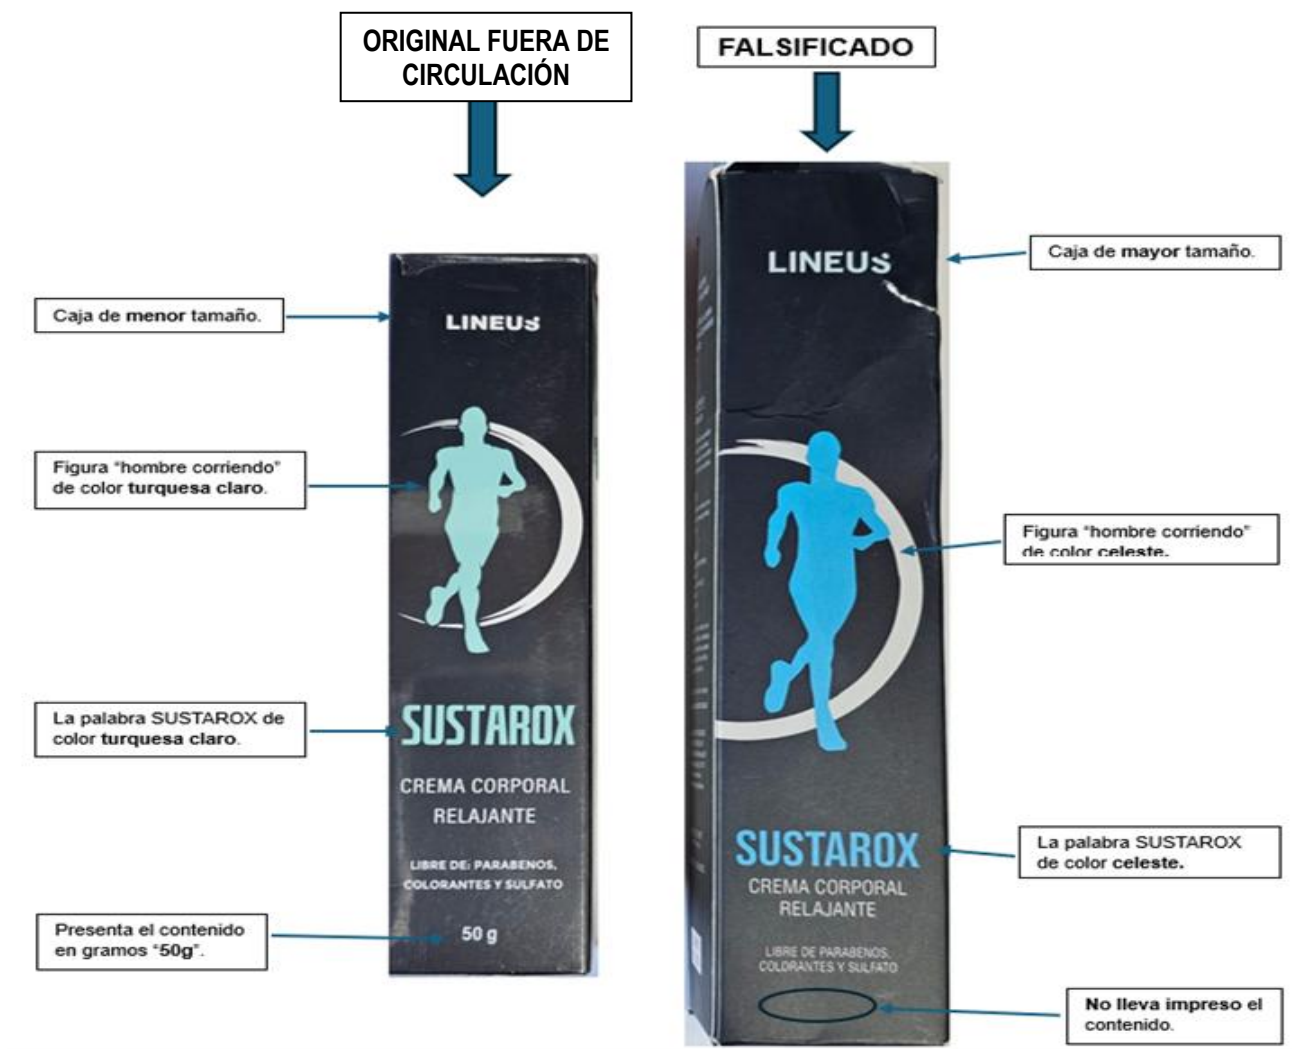 ORIGINAL FUERA DE
CIRCULACIÓN
FALSIFICADO
Caja de menor tamaño.
Figura “hombre corriendo”
de color turquesa claro.
La palabra SUSTAROX de
color turquesa claro.
Presenta el contenido
en gramos “50g”.
LINEUS
SUSTAROX
CREMA CORPORAL
RELAJANTE
LIBRE DE: PARABENOS,
COLORANTES Y SULFATO
50 g
LINEUS
SUSTAROX
CREMA CORPORAL
RELAJANTE
LIBRE DE PARABENOS,
COLORANTES Y SULFATO
Caja de mayor tamaño.
Figura “hombre corriendo”
de color celeste.
La palabra SUSTAROX
de color celeste.
No lleva impreso el
contenido.